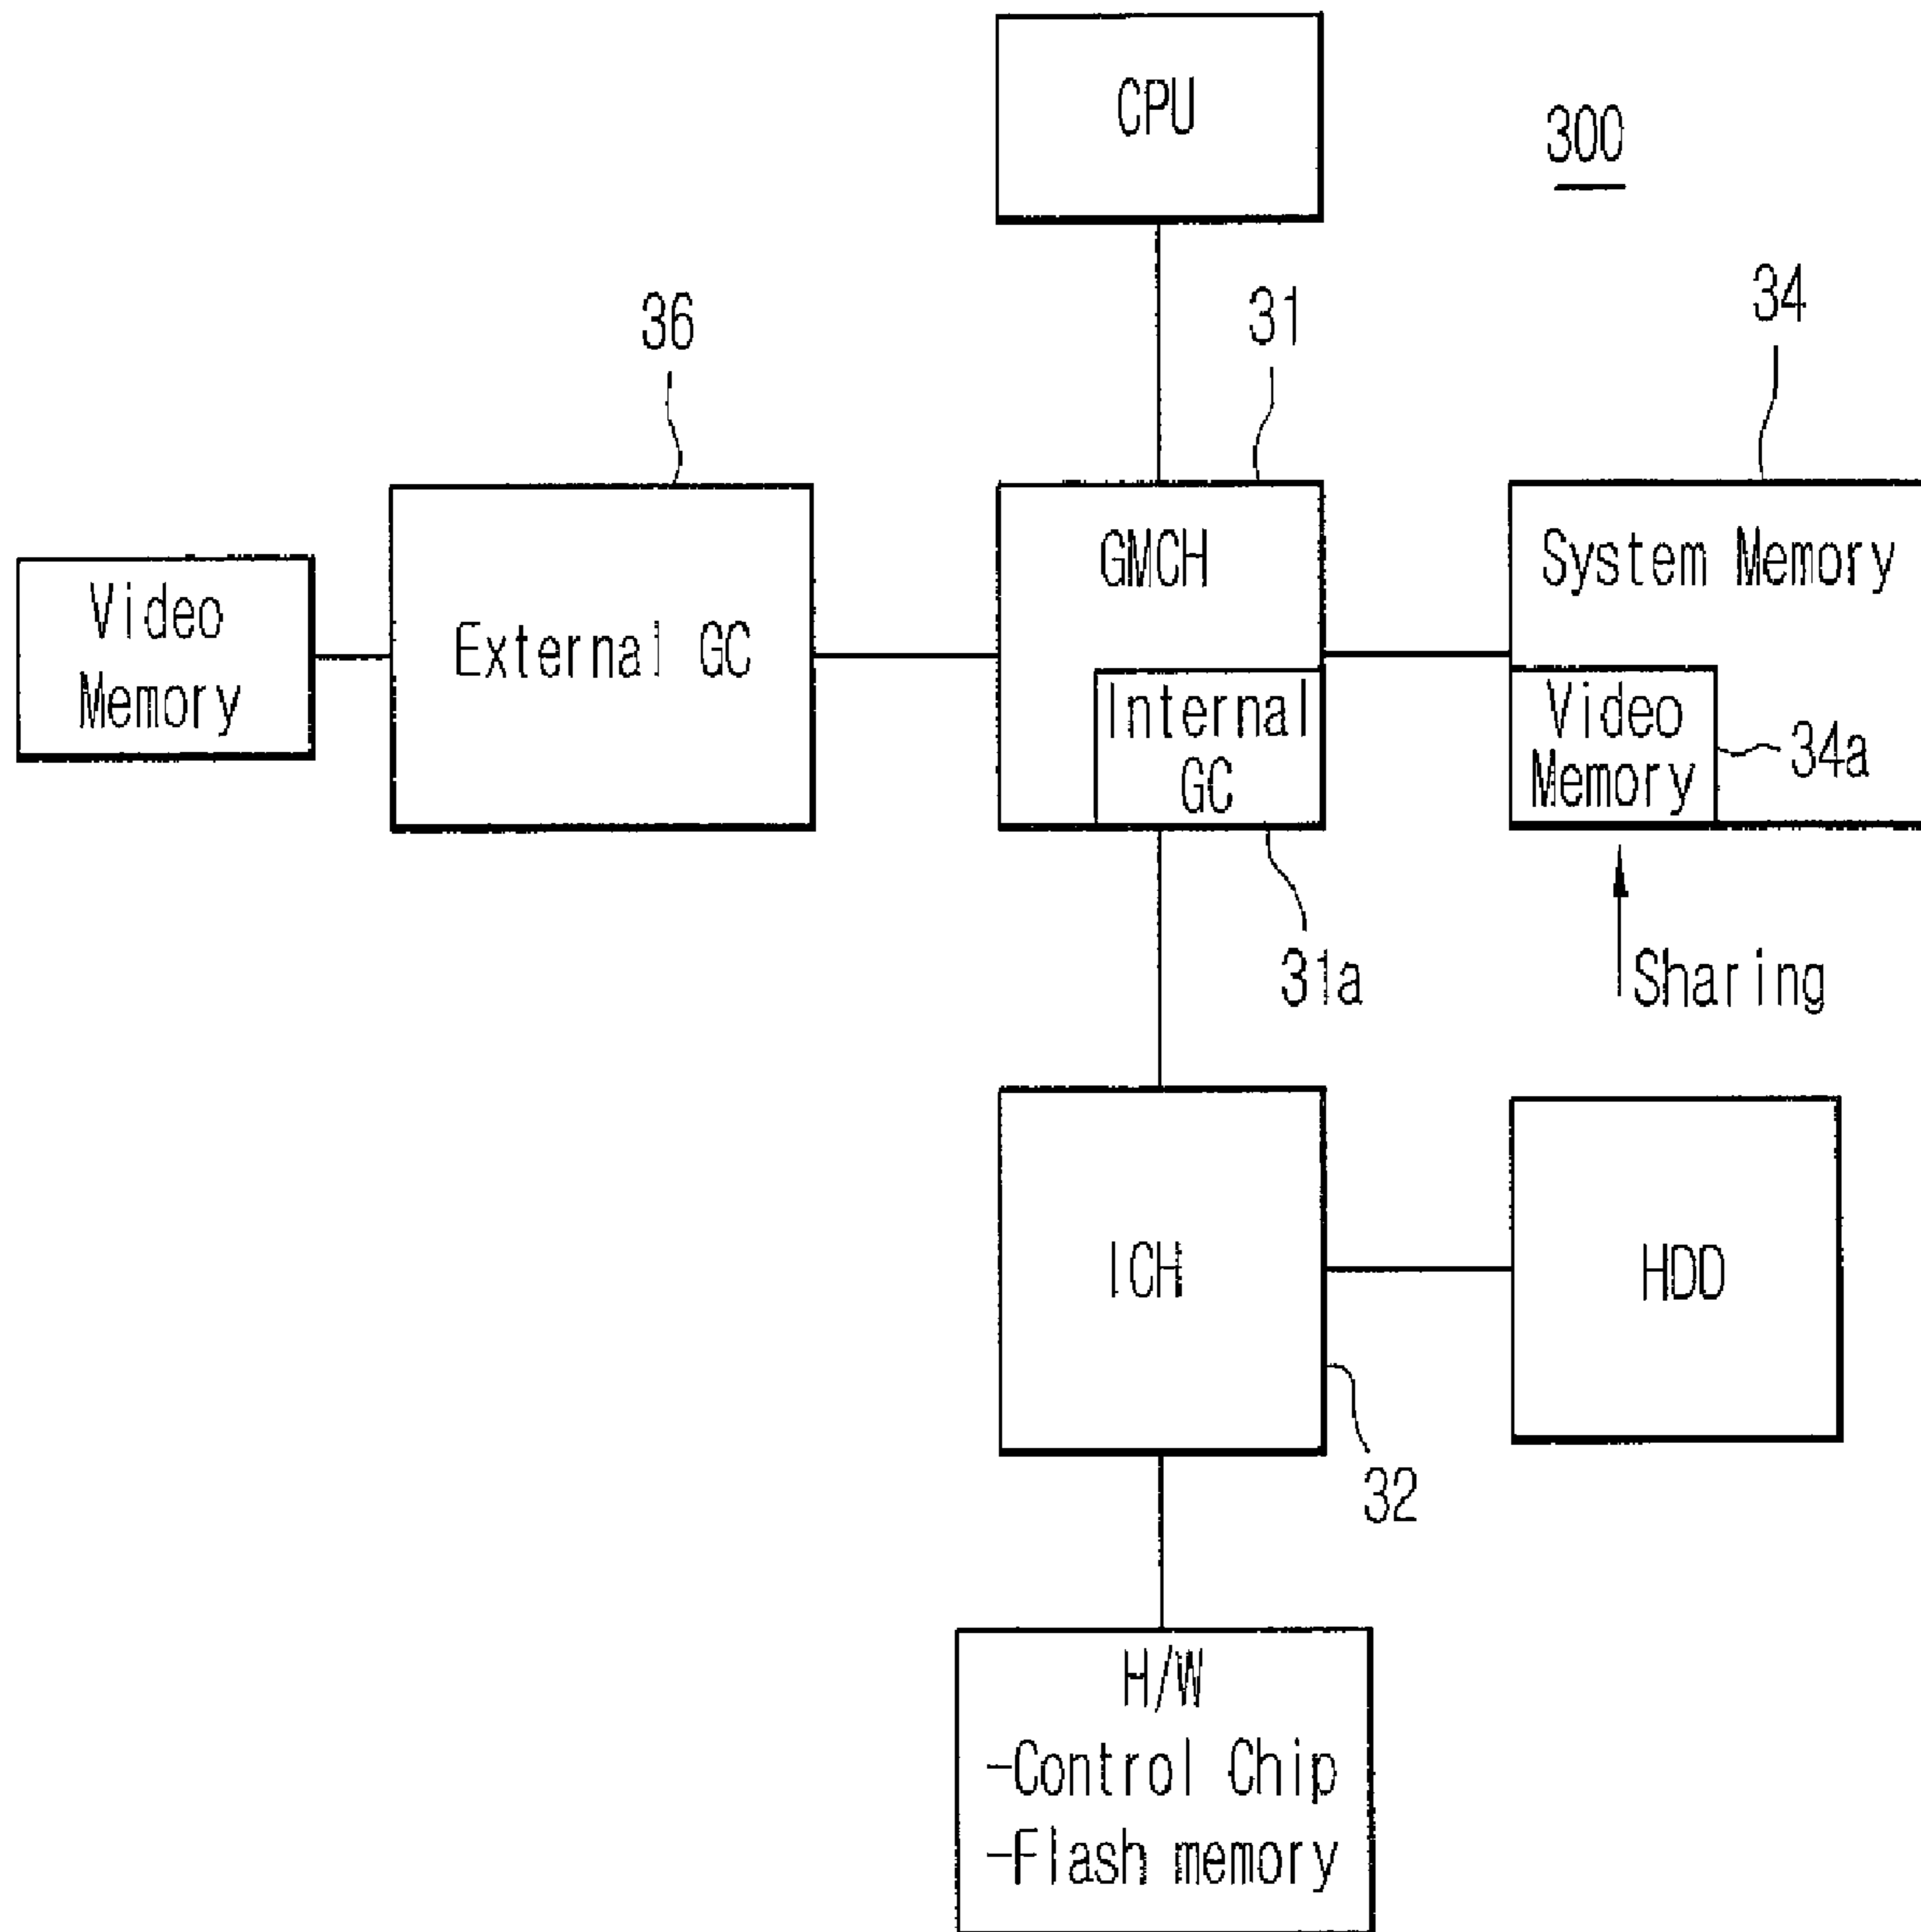 CPU
300
36
31
34
Video
Memory
External GC
GMCH
Internal
GC
System Memory
Video
Memory
34a
31a
Sharing
ICH
HDD
32
H/W
-Control Chip
-Flash memory